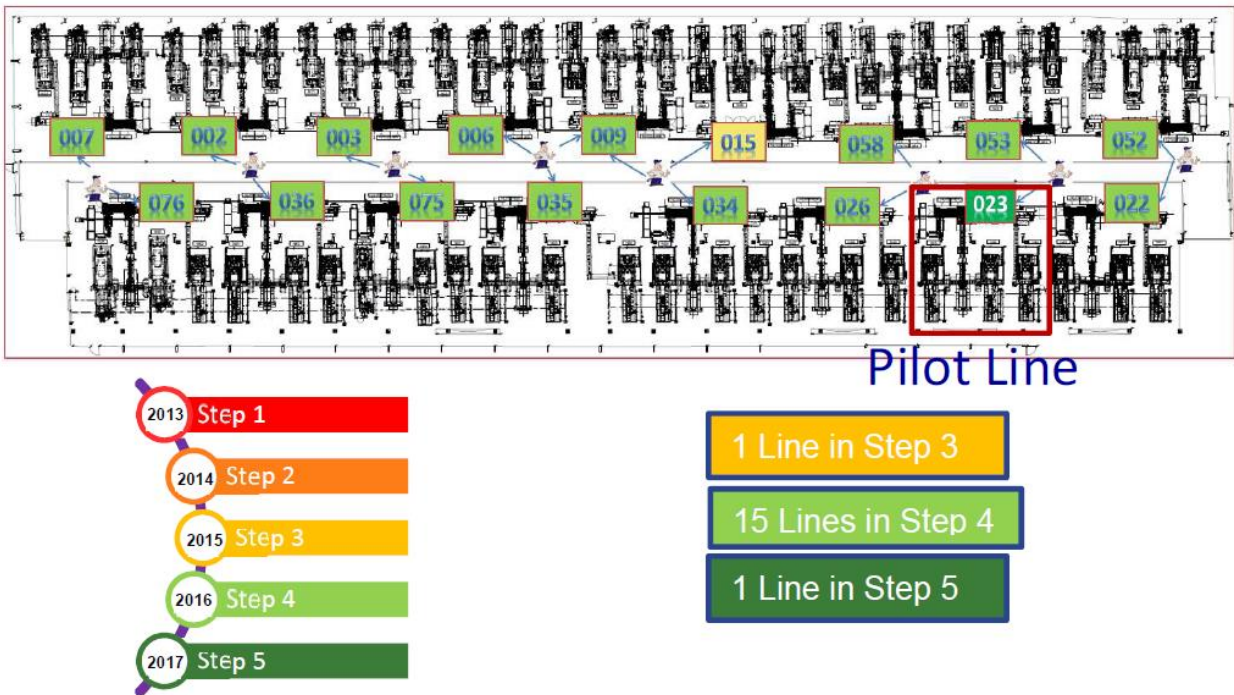 007
002
003
006
009
015
058
053
052
076
036
075
035
034
026
023
022
Pilot Line
2013 Step 1
2014 Step 2
2015 Step 3
2016 Step 4
2017 Step 5
1 Line in Step 3
15 Lines in Step 4
1 Line in Step 5